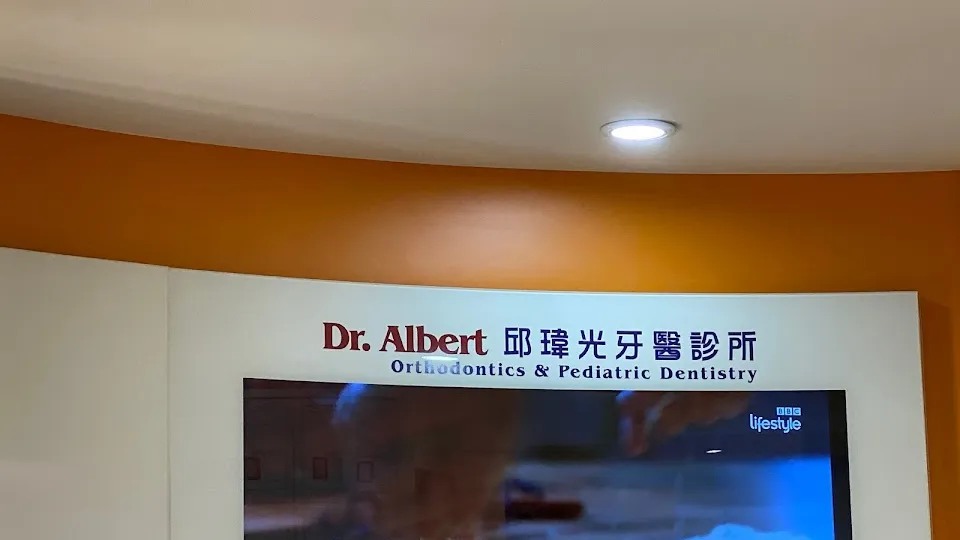 Dr. Albert 邱瑋光牙醫診所
Orthodontics & Pediatric Dentistry
BBC
lifestyle